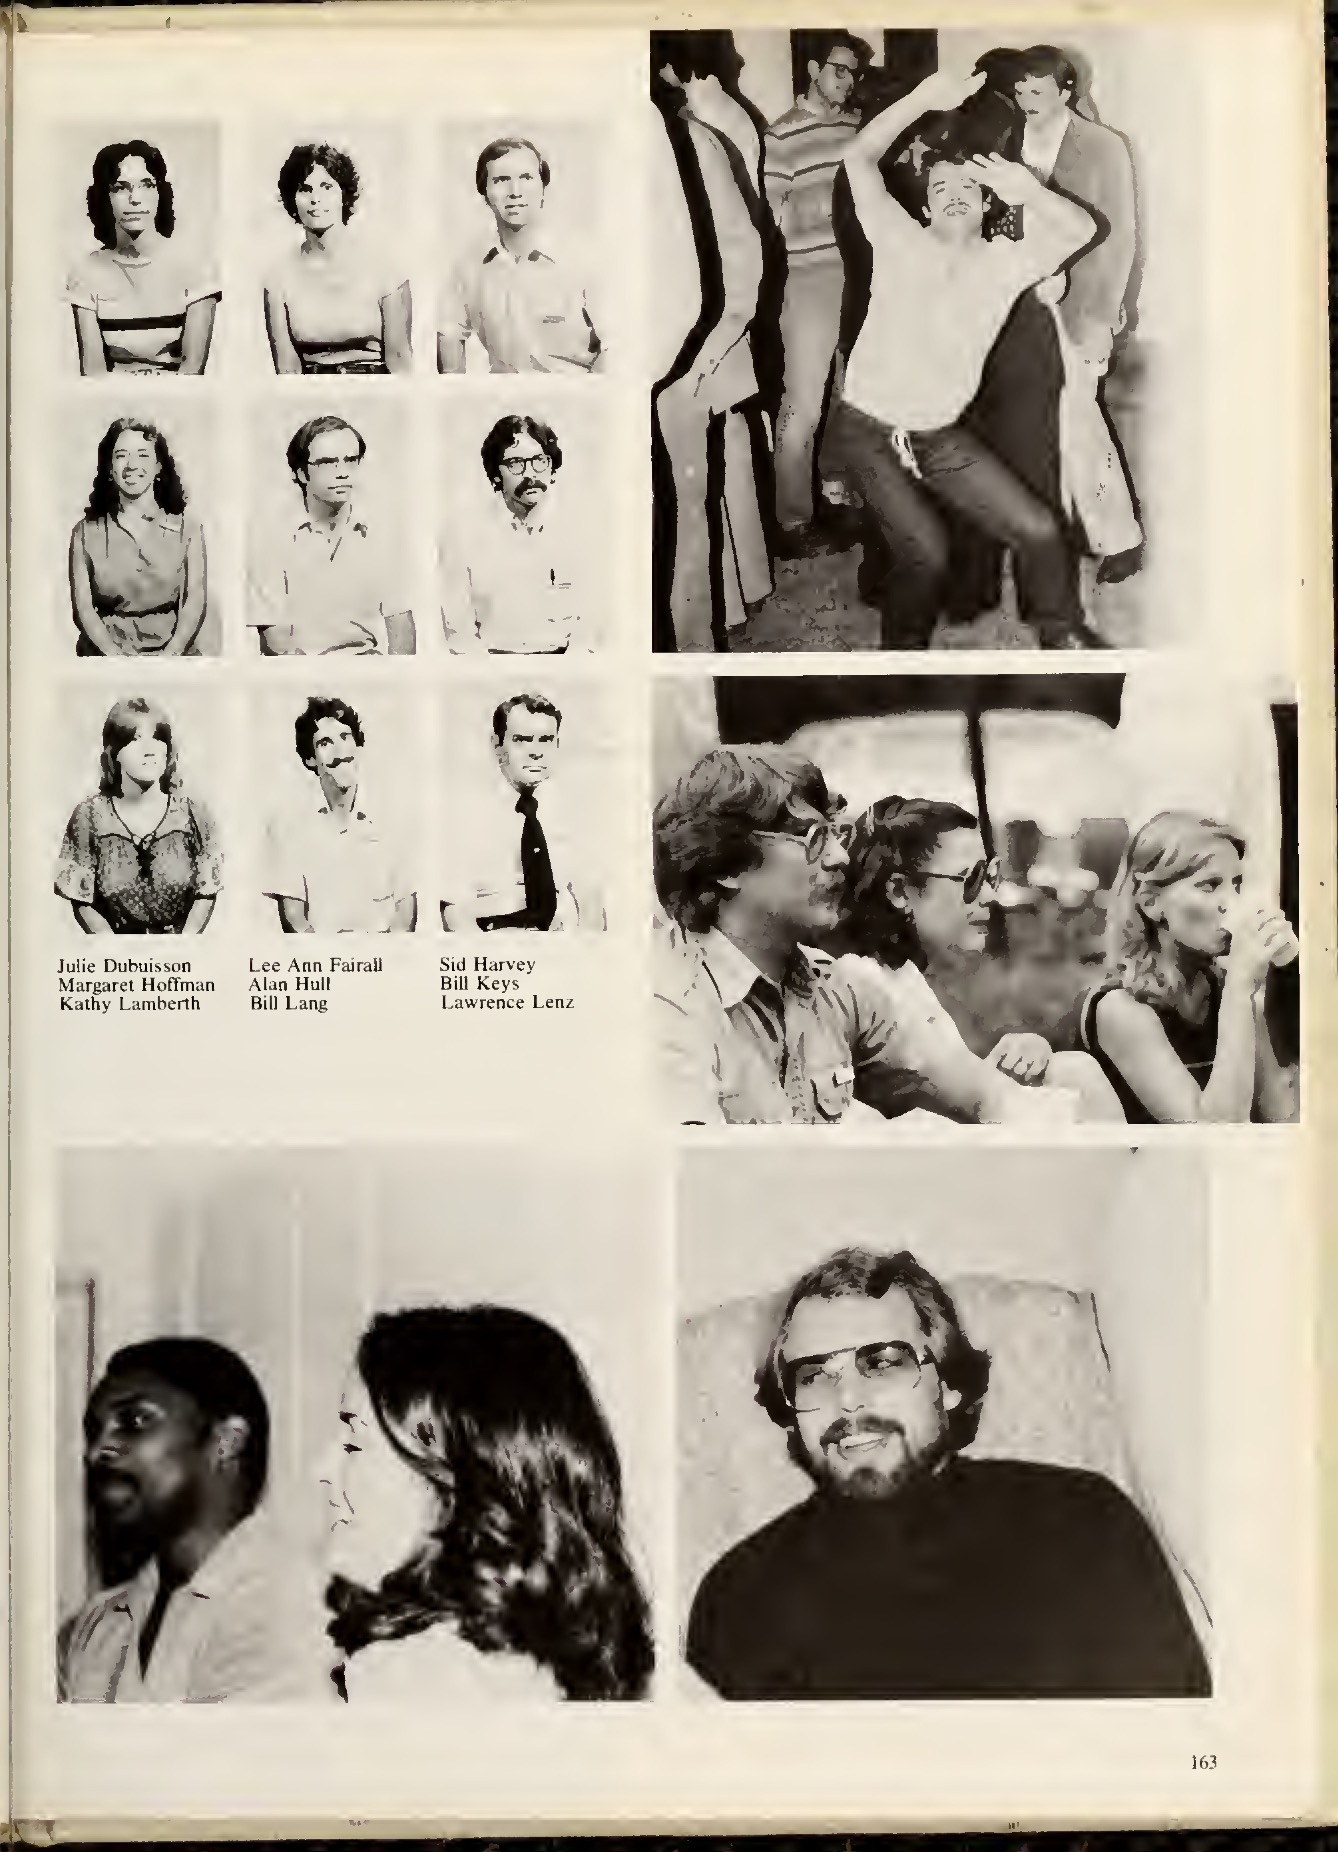 Julie Dubuisson
Margaret Hoffman
Kathy Lamberth
Lee Ann Fairall
Alan Hull
Bill Lang
Sid Harvey
Bill Keys
Lawrence Lenz
163